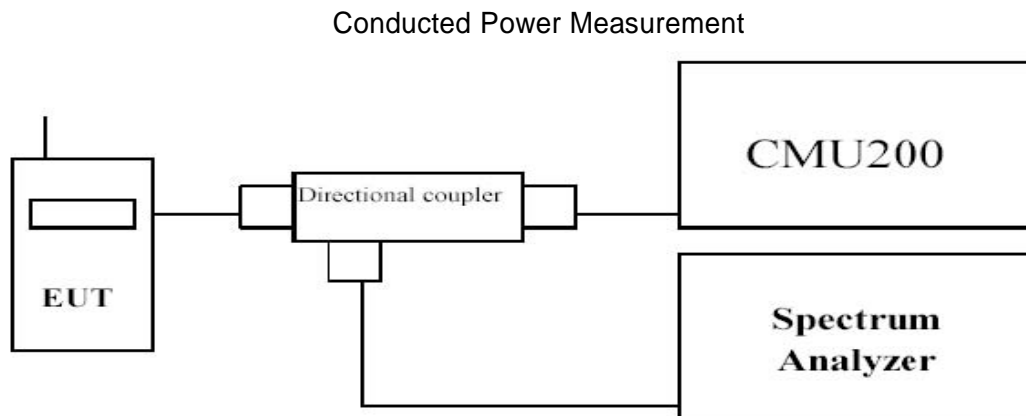 Conducted Power Measurement
CMU200
Directional coupler
EUT
Spectrum
Analyzer